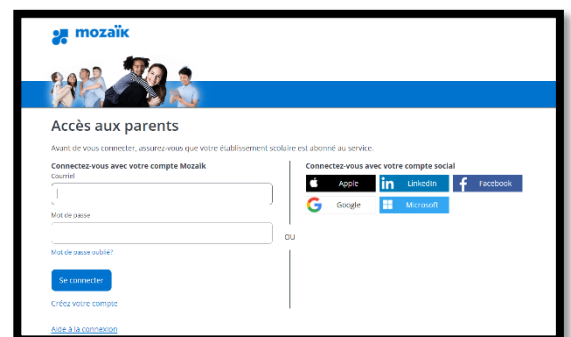 mozaïk
Accès aux parents
Avant de vous connecter, assurez-vous que votre établissement scolaire est abonné au service.
Connectez-vous avec votre compte Mozaïk
Courriel
Mot de passe
Mot de passe oublié?
Se connecter
Créez votre compte
Aide à la connexion
OU
Connectez-vous avec votre compte social
Apple
LinkedIn
Facebook
Google
Microsoft